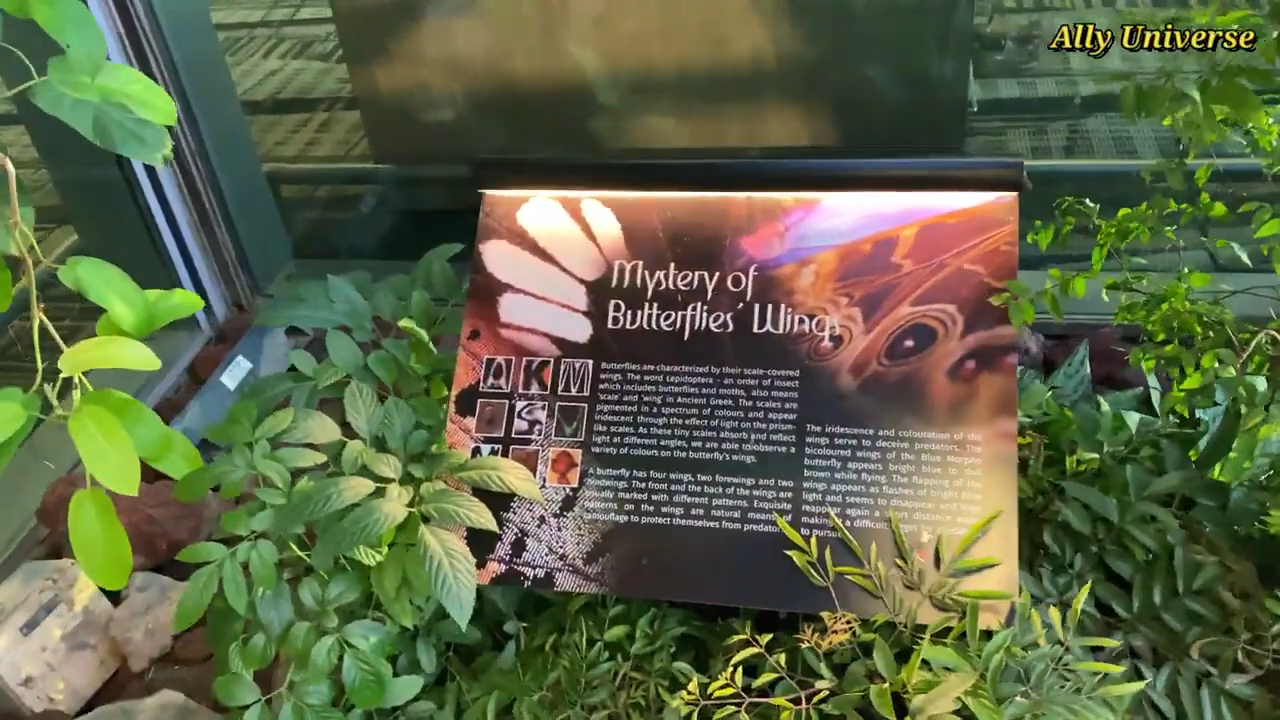 Ally Universe
Mystery of
Butterflies' Wings
A K M
Butterflies are characterized by their scale-covered
wings. The word Lepidoptera - an order of insect
which includes butterflies and moths, also means
'scale' and 'wing' in Ancient Greek. The scales are
pigmented in a spectrum of colours and appear
iridescent through the effect of light on the prism-
like scales. As these tiny scales absorb and reflect
light at different angles, we are able to observe a
variety of colours on the butterfly's wings.
A butterfly has four wings, two forewings and two
hindwings. The front and the back of the wings are
usually marked with different patterns. Exquisite
patterns on the wings are natural means of
camouflage to protect themselves from predator
The iridescence and colouration of the
wings serve to deceive predators. The
bicoloured wings of the Blue Morpho
butterfly appears bright blue to dull
brown while flying. The flapping of the
wings appears as flashes of bright blue
light and seems to disappear and then
reappear again a short distance away
making it a difficult target for
to pursue